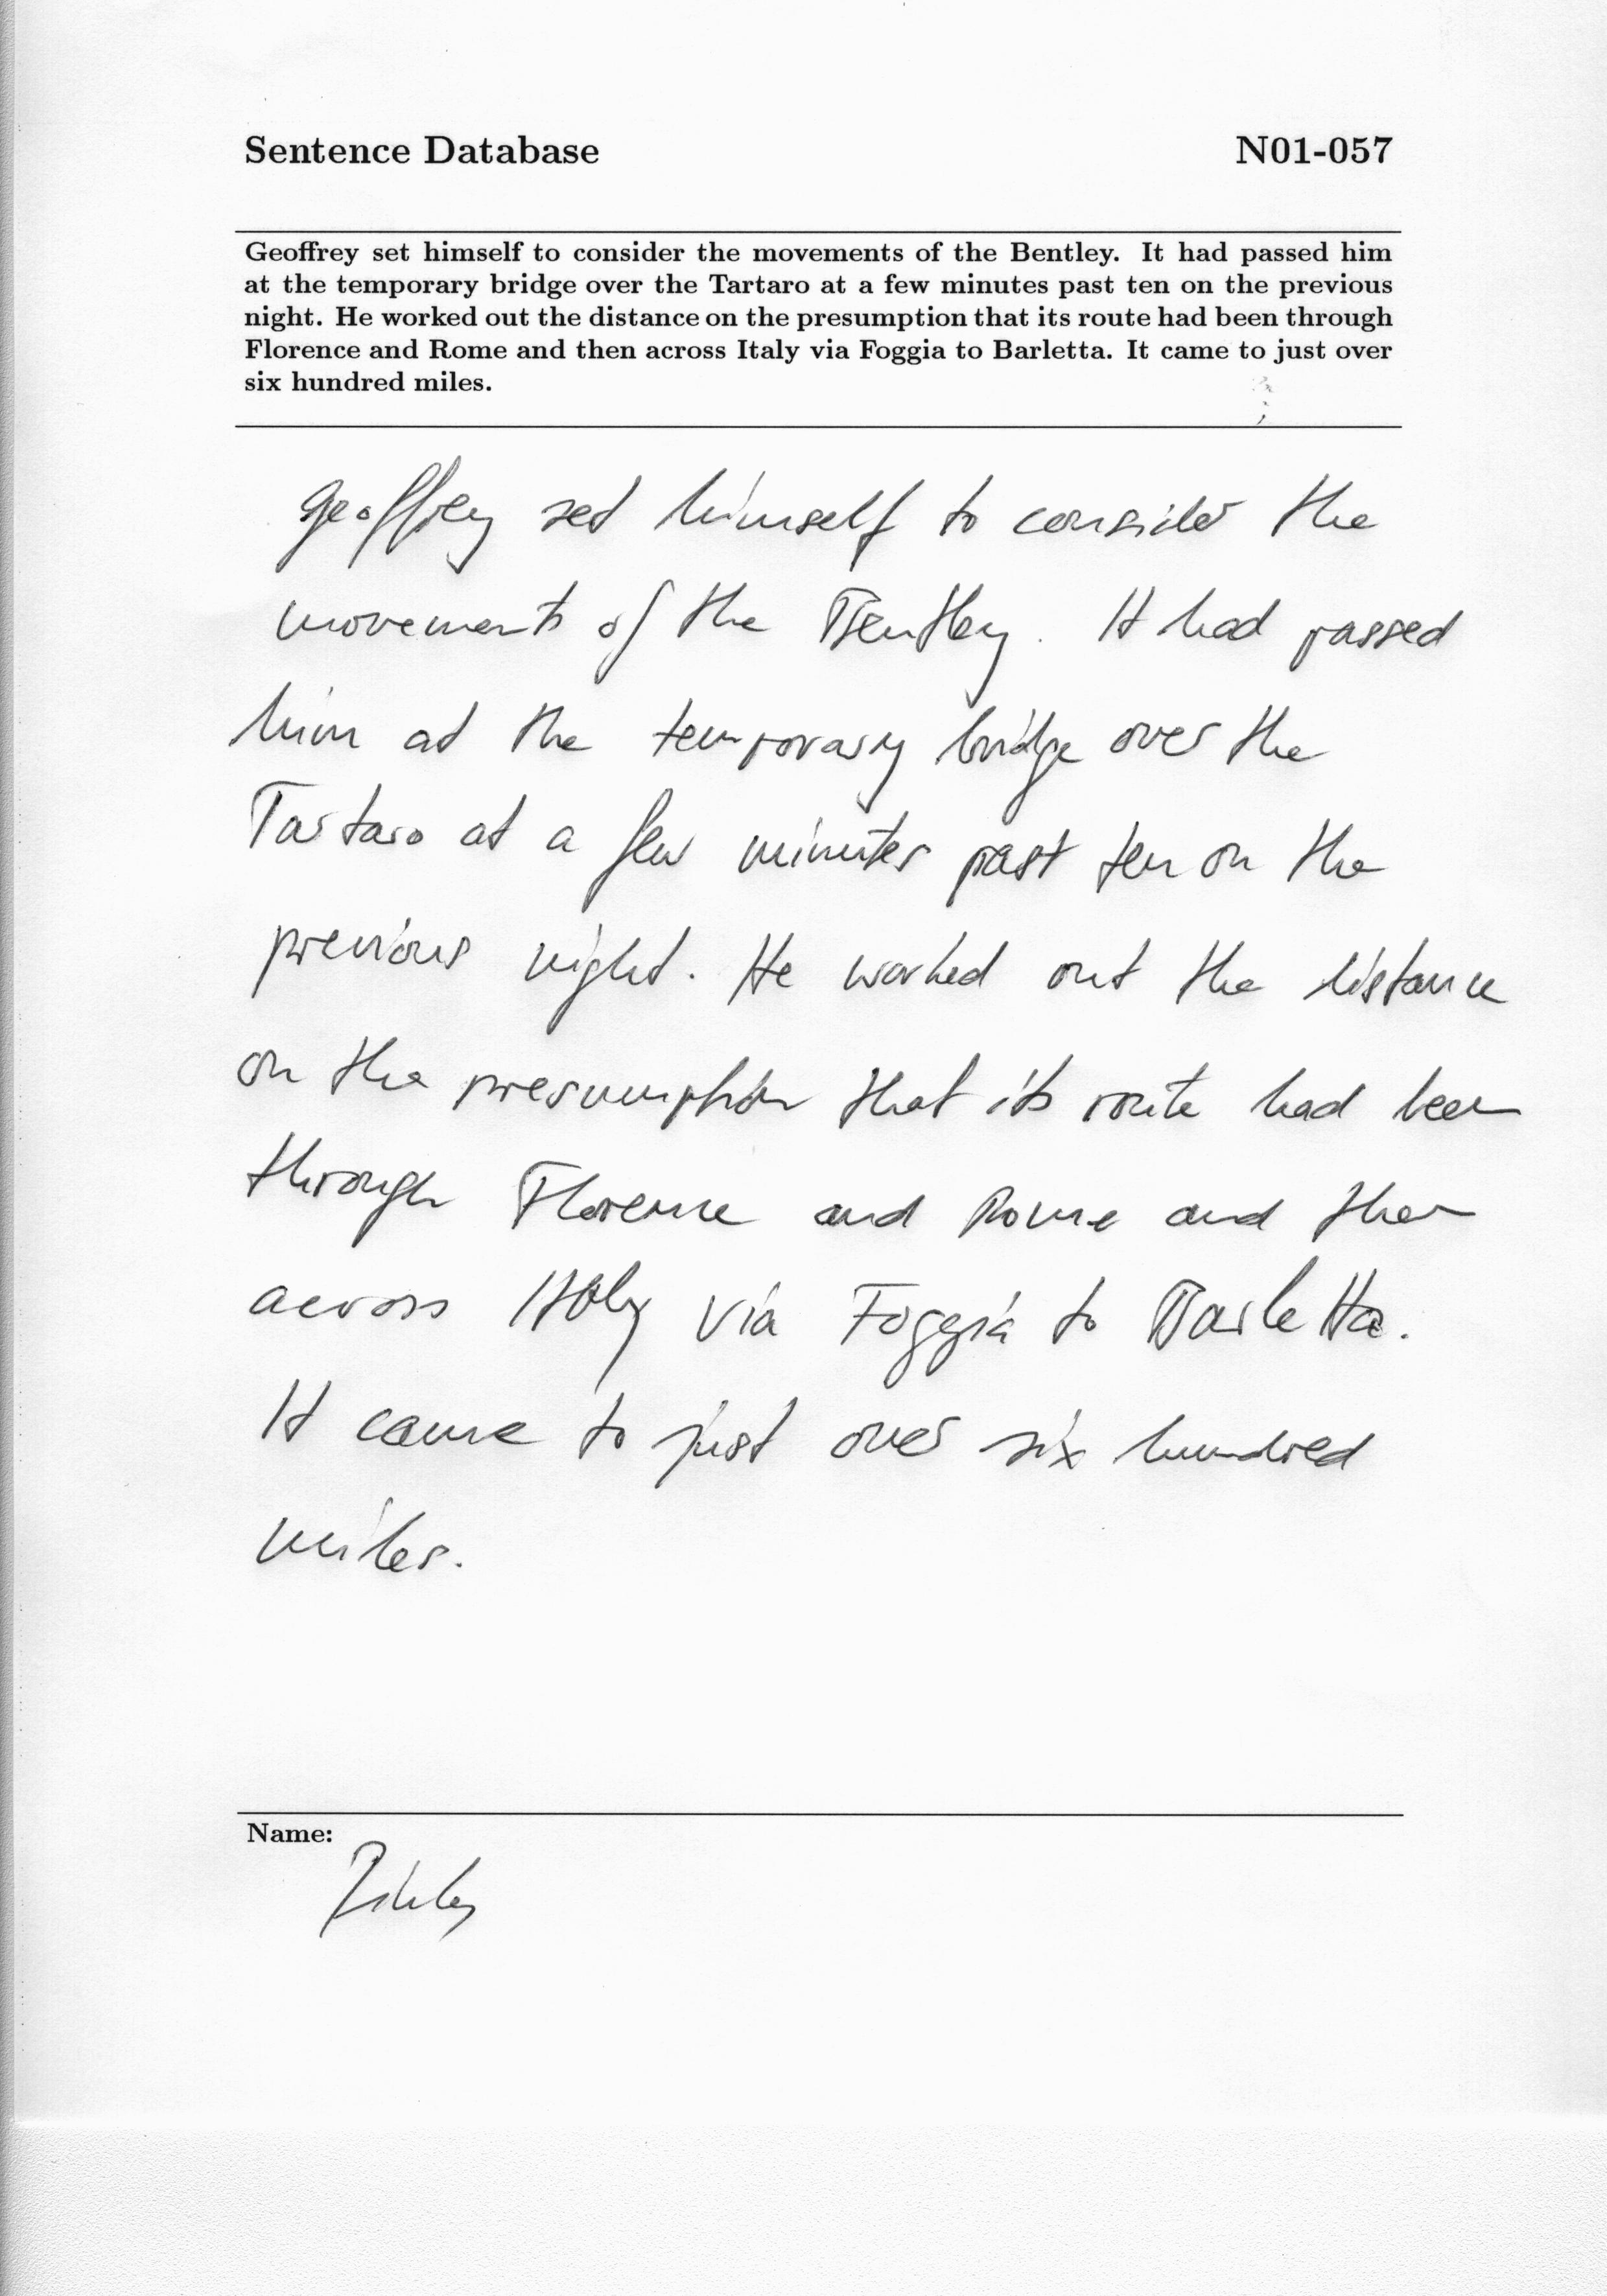 Sentence Database N01-057
Geoffrey set himself to consider the movements of the Bentley. It had passed him
at the temporary bridge over the Tartaro at a few minutes past ten on the previous
night. He worked out the distance on the presumption that its route had been through
Florence and Rome and then across Italy via Foggia to Barletta. It came to just over
six hundred miles.
Geoffrey set himself to consider the
movements of the Bentley. It had passed
him at the temporary bridge over the
Tartaro at a few minutes past ten on the
previous night. He worked out the distance
on the presumption that its route had been
through Florence and Rome and then
across Italy via Foggia to Barletta.
It came to just over six hundred
miles.
Name: